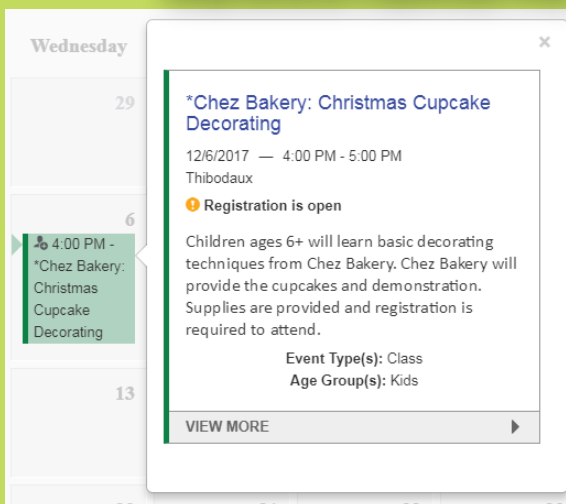 Wednesday
×
29
*Chez Bakery: Christmas Cupcake
Decorating
12/6/2017 — 4:00 PM - 5:00 PM
Thibodaux
Registration is open
6
4:00 PM -
*Chez Bakery:
Christmas
Cupcake
Decorating
Children ages 6+ will learn basic decorating
techniques from Chez Bakery. Chez Bakery will
provide the cupcakes and demonstration.
Supplies are provided and registration is
required to attend.
Event Type(s): Class
Age Group(s): Kids
13
VIEW MORE